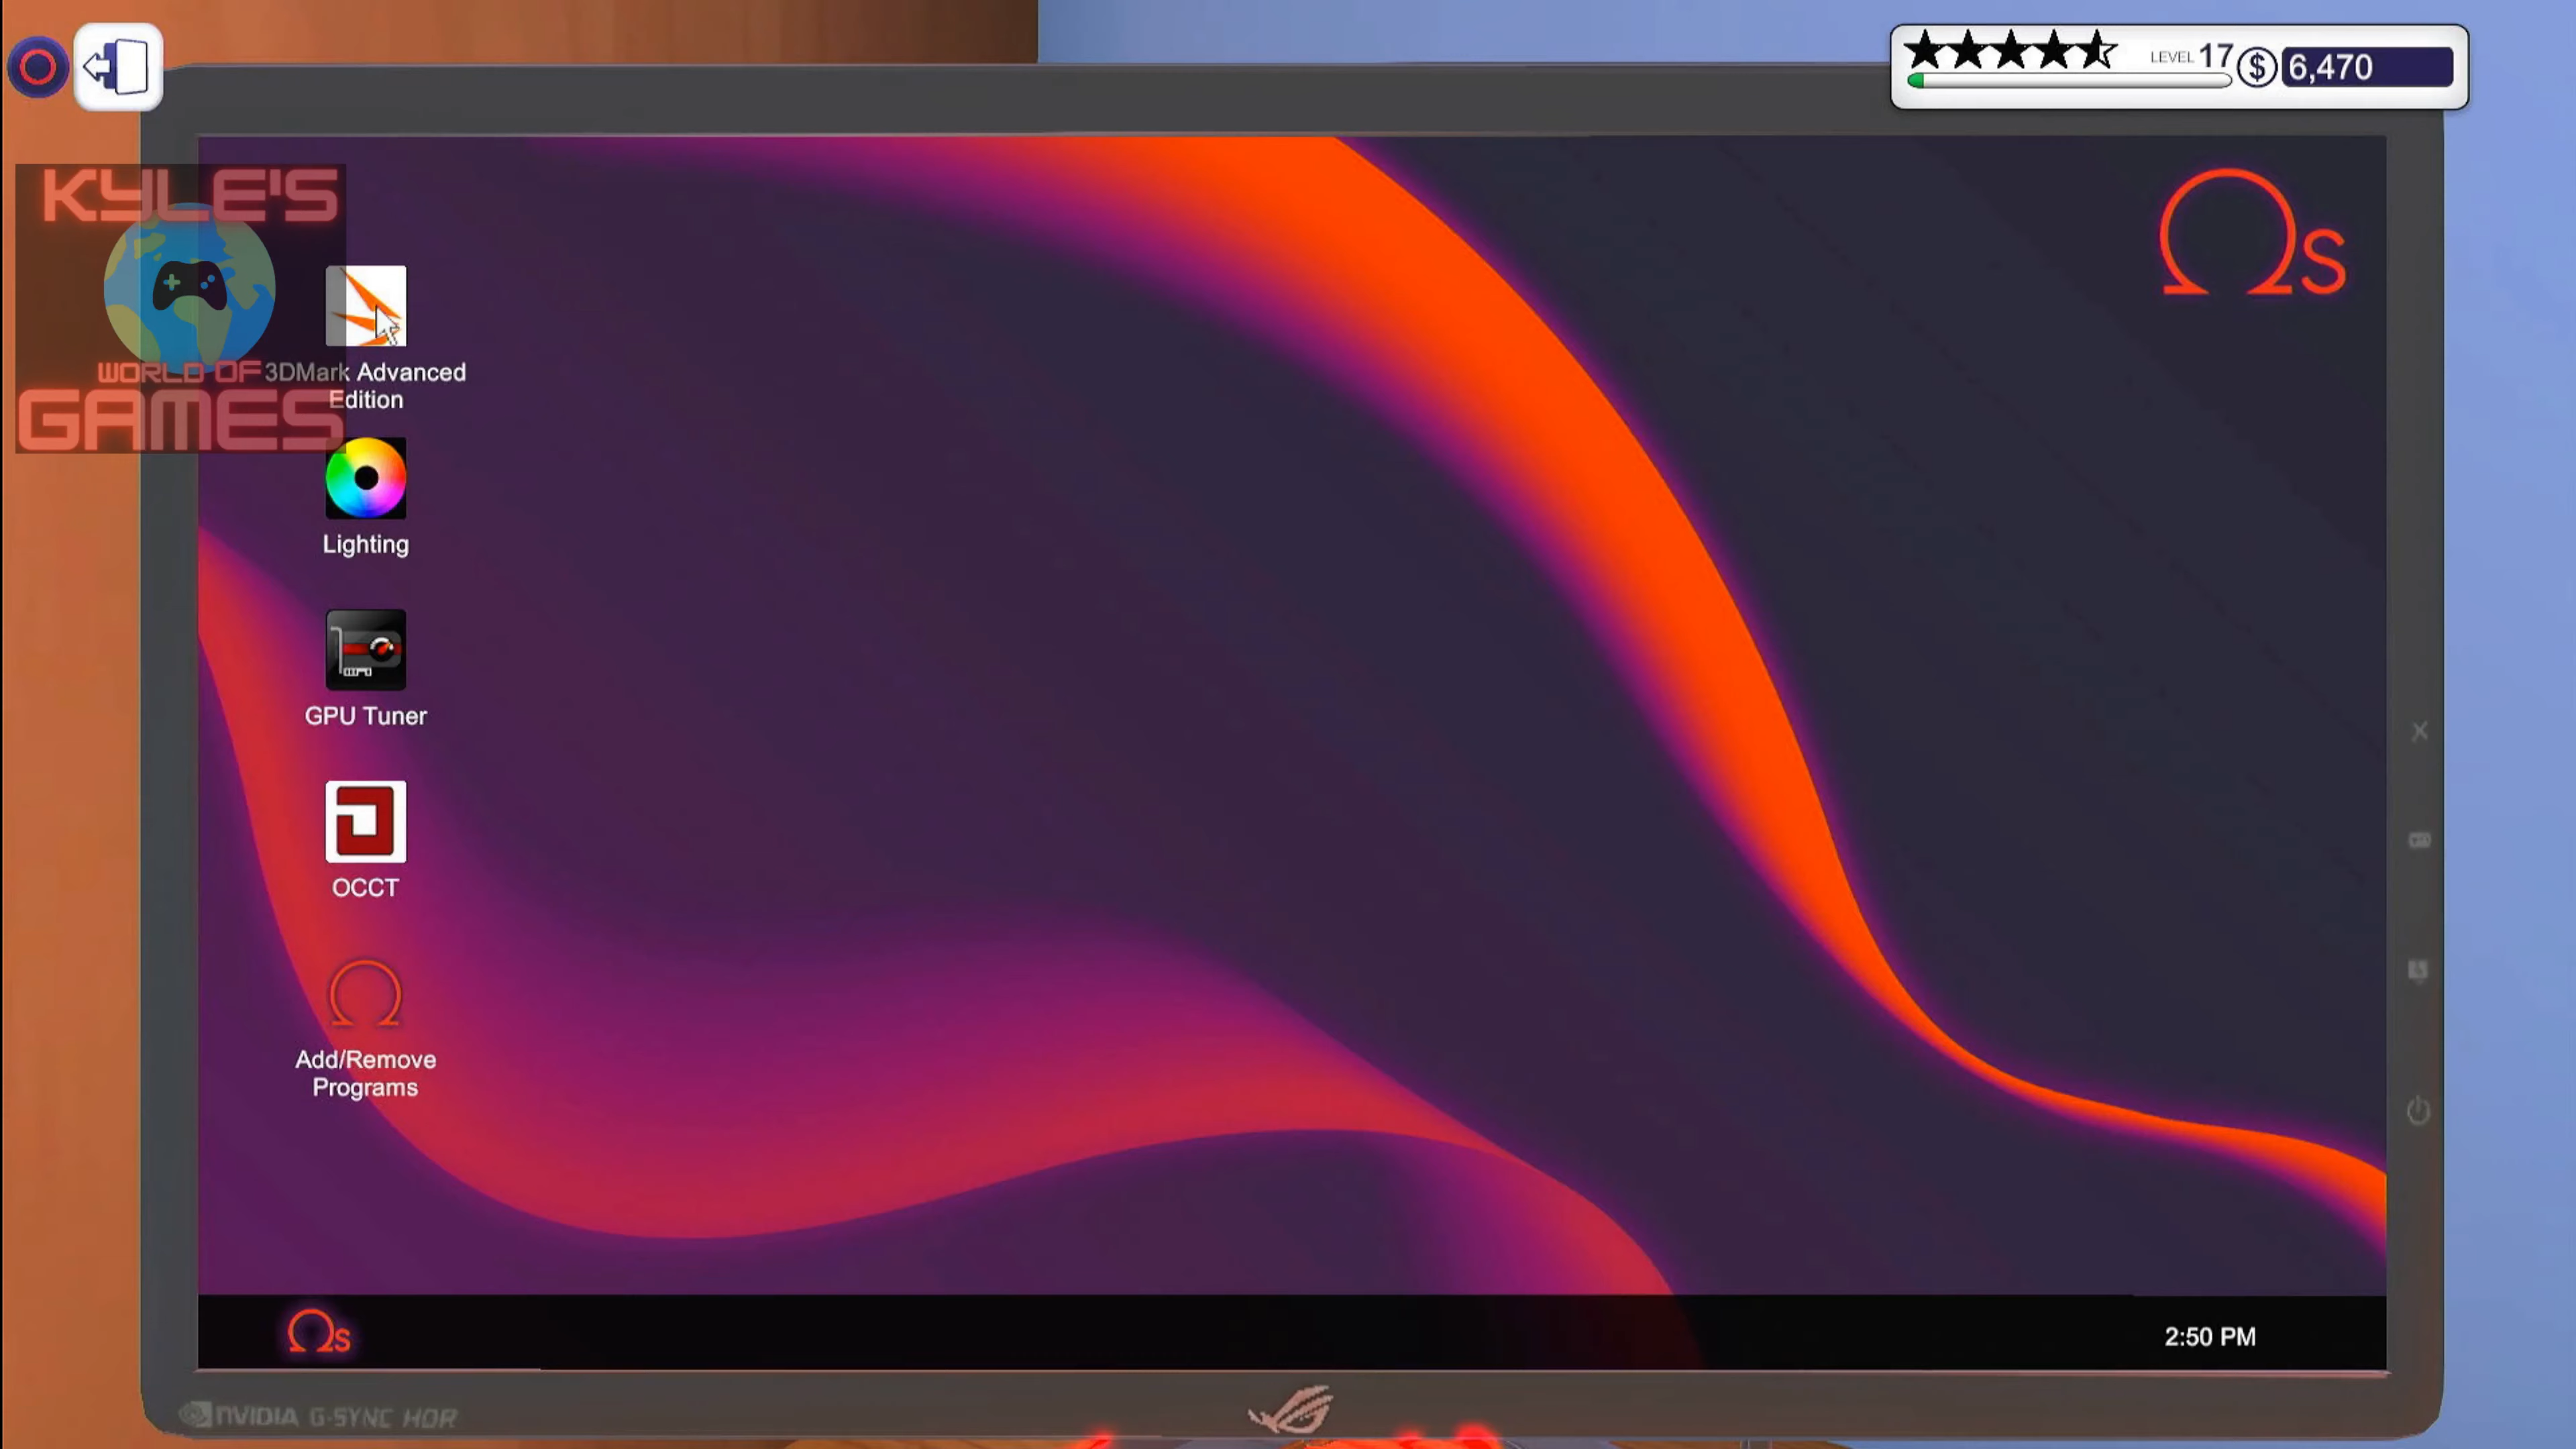 LEVEL 17 $ 6,470
KYLE'S
WORLD OF
GAMES
Ωs
3DMark Advanced
Edition
Lighting
GPU Tuner
OCCT
Add/Remove
Programs
Ωs
2:50 PM
NVIDIA G-SYNC HDR